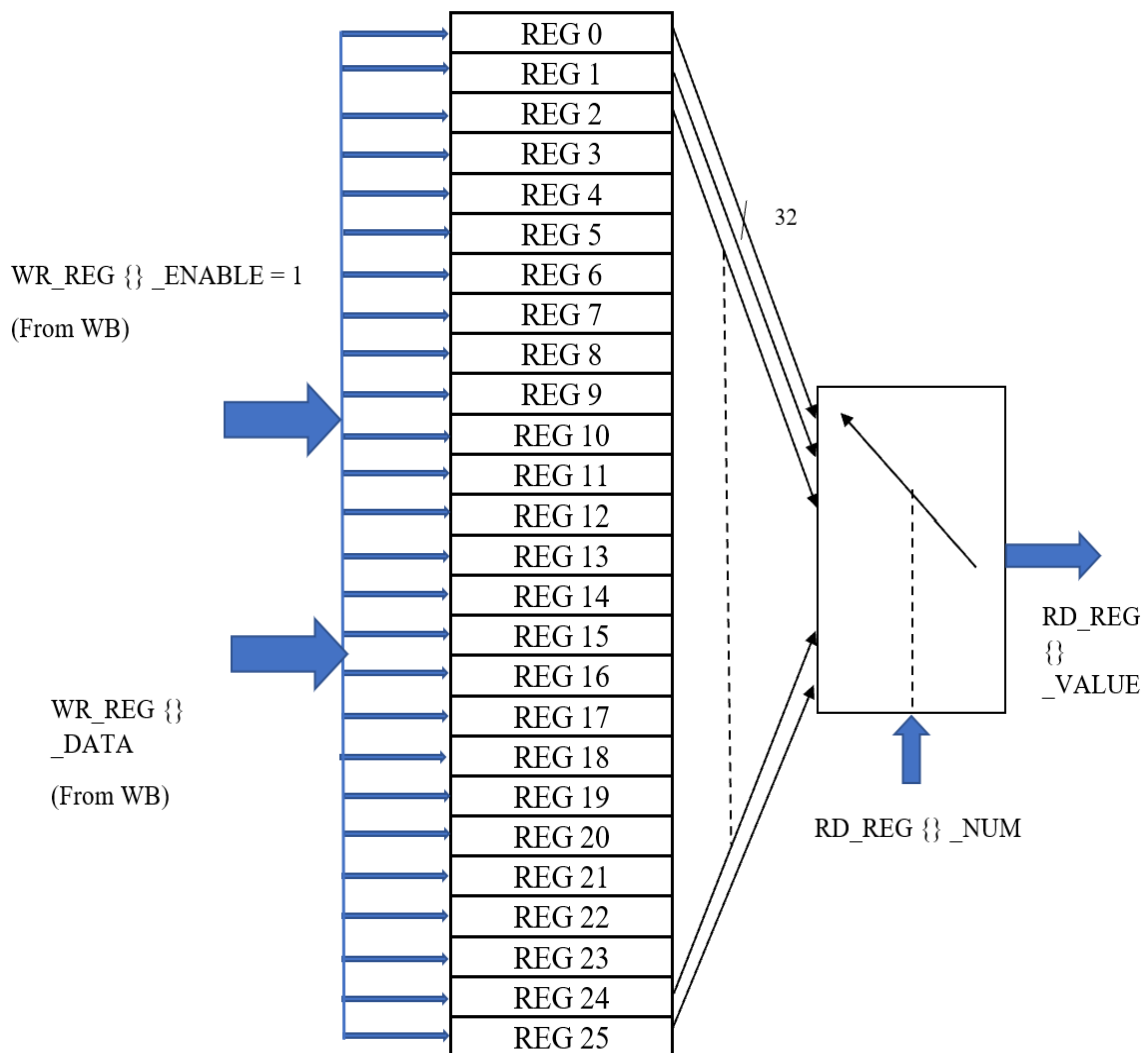 REG 0
REG 1
REG 2
REG 3
REG 4
REG 5
REG 6
REG 7
REG 8
REG 9
REG 10
REG 11
REG 12
REG 13
REG 14
REG 15
REG 16
REG 17
REG 18
REG 19
REG 20
REG 21
REG 22
REG 23
REG 24
REG 25
WR_REG {} _ENABLE = 1
(From WB)
WR_REG {}
_DATA
(From WB)
32
RD_REG
{}
_VALUE
RD_REG {} _NUM